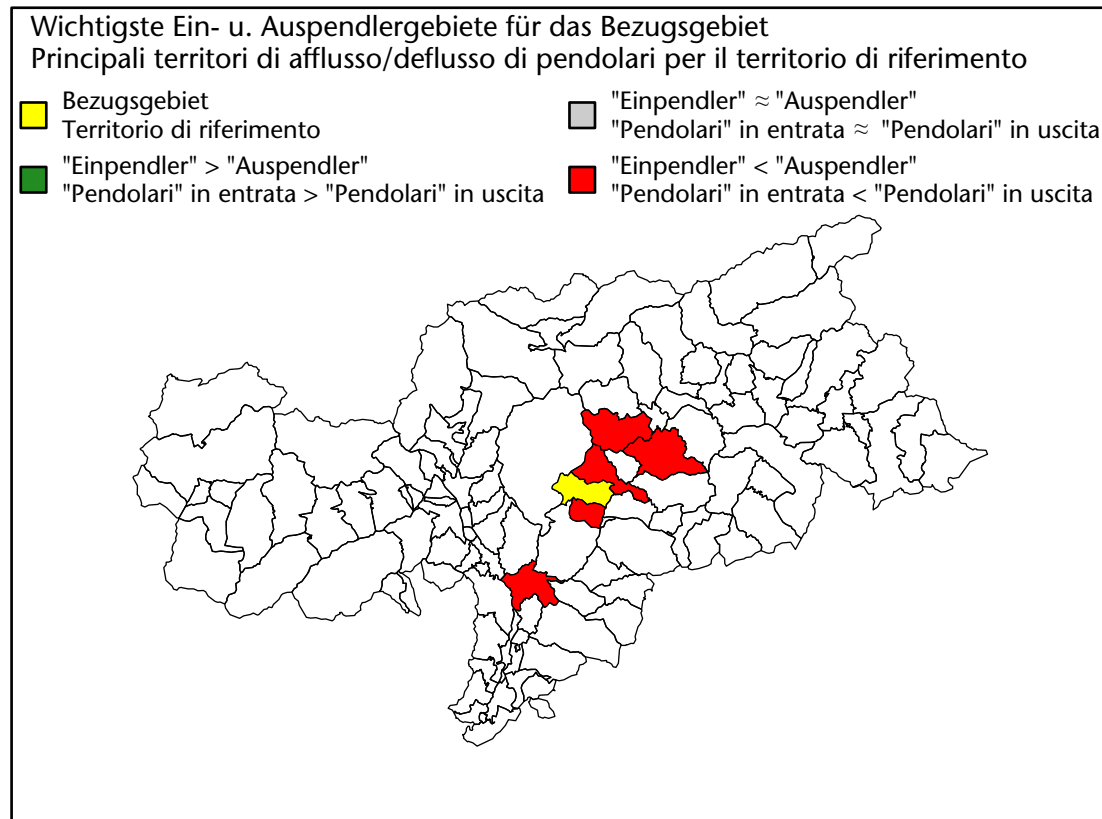 Wichtigste Ein- u. Auspendlergebiete für das Bezugsgebiet
Principali territori di afflusso/deflusso di pendolari per il territorio di riferimento
Bezugsgebiet
Territorio di riferimento
"Einpendler" ≈ "Auspendler"
"Pendolari" in entrata ≈ "Pendolari" in uscita
"Einpendler" > "Auspendler"
"Pendolari" in entrata > "Pendolari" in uscita
"Einpendler" < "Auspendler"
"Pendolari" in entrata < "Pendolari" in uscita